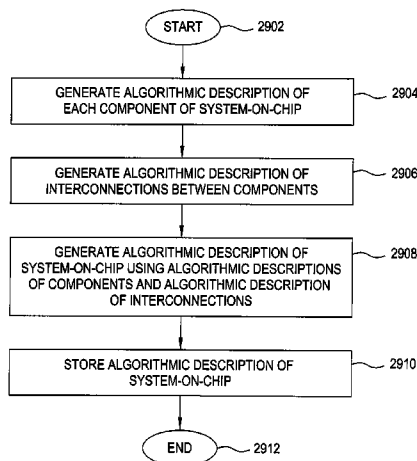 START 2902
GENERATE ALGORITHMIC DESCRIPTION OF 2904
EACH COMPONENT OF SYSTEM-ON-CHIP
GENERATE ALGORITHMIC DESCRIPTION OF 2906
INTERCONNECTIONS BETWEEN COMPONENTS
GENERATE ALGORITHMIC DESCRIPTION OF 2908
SYSTEM-ON-CHIP USING ALGORITHMIC DESCRIPTIONS
OF COMPONENTS AND ALGORITHMIC DESCRIPTION
OF INTERCONNECTIONS
STORE ALGORITHMIC DESCRIPTION OF 2910
SYSTEM-ON-CHIP
END 2912